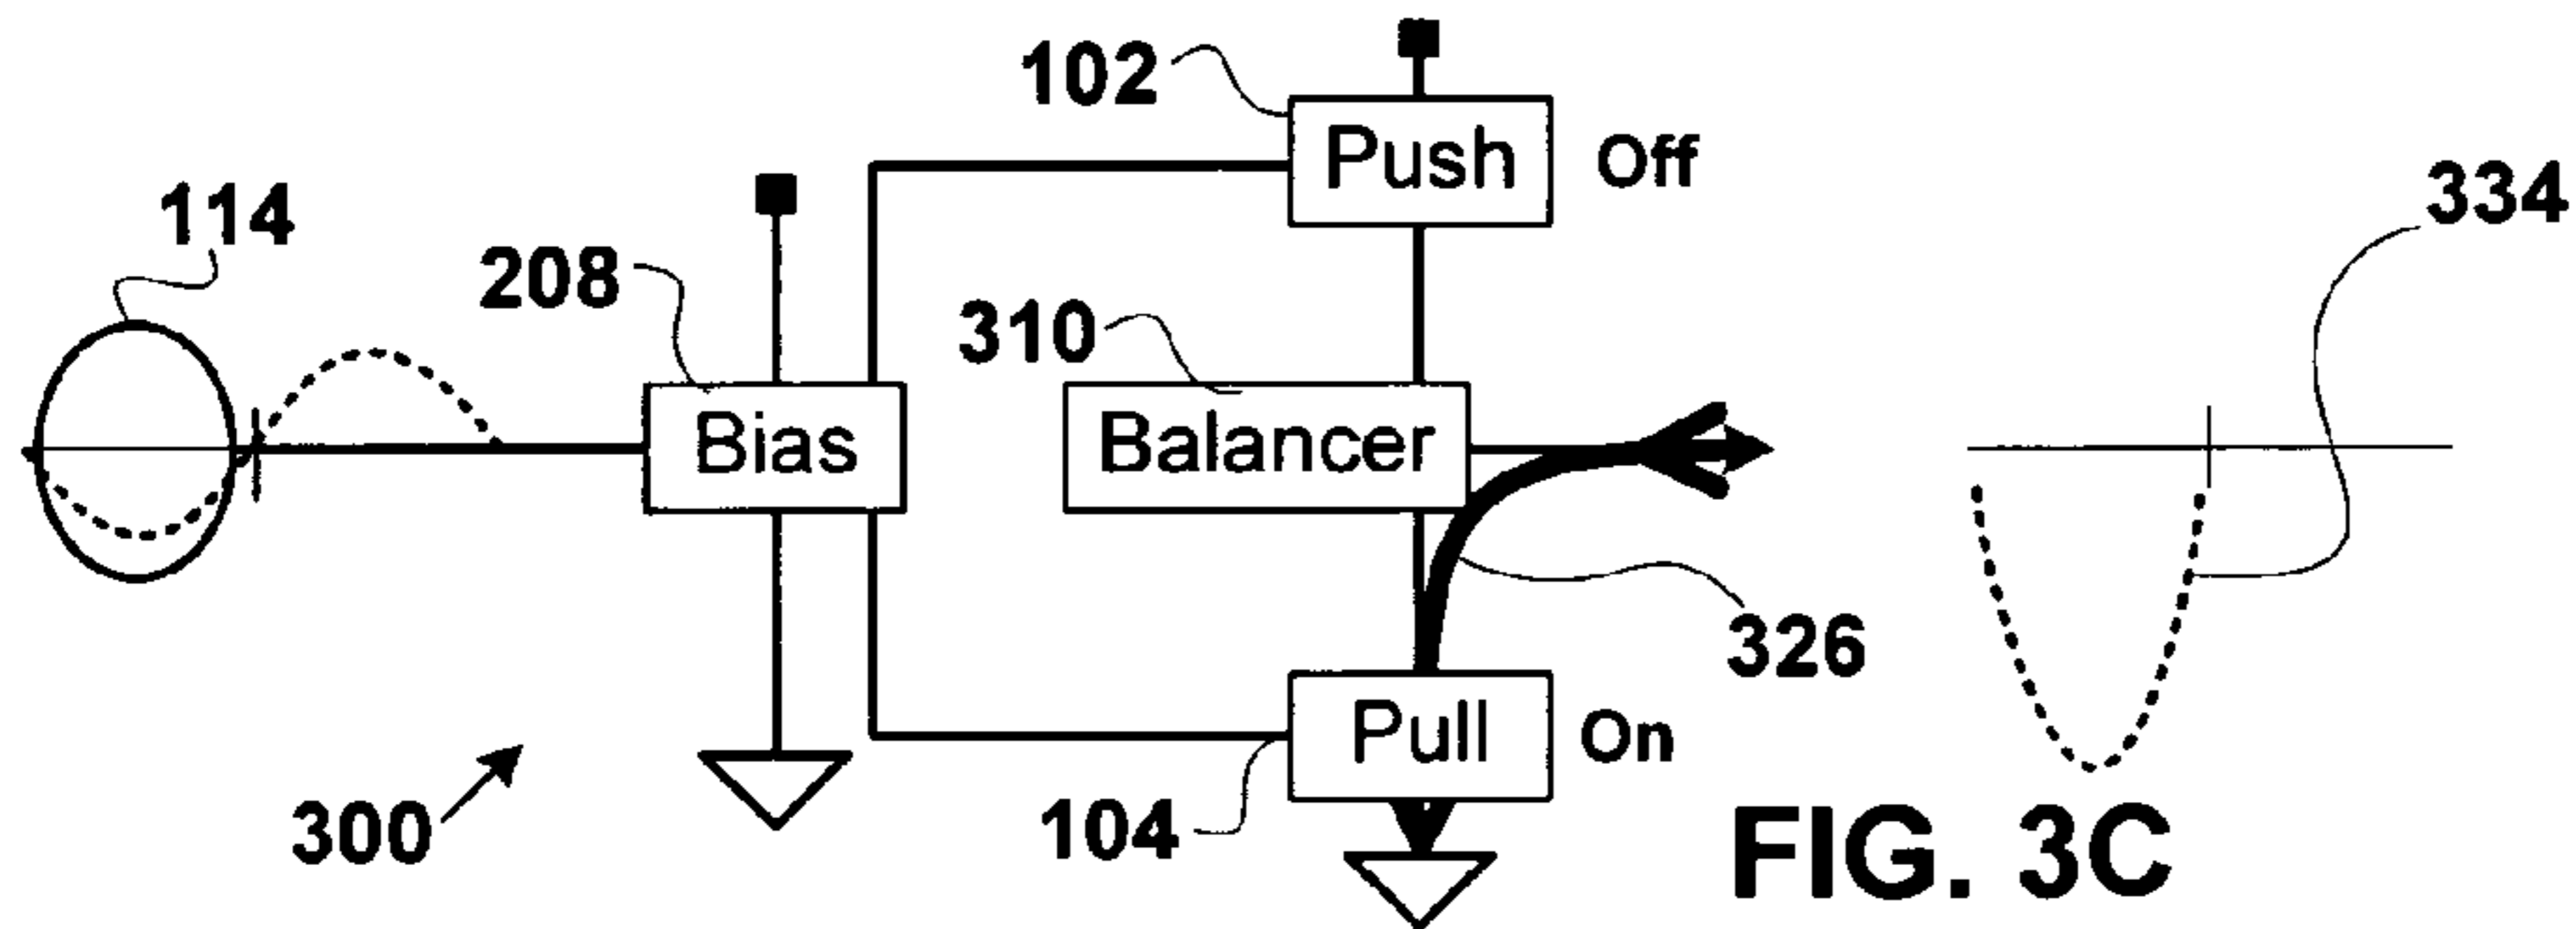 102
Push Off
334
114
208
310
Bias
Balancer
326
Pull On
300
104
FIG. 3C